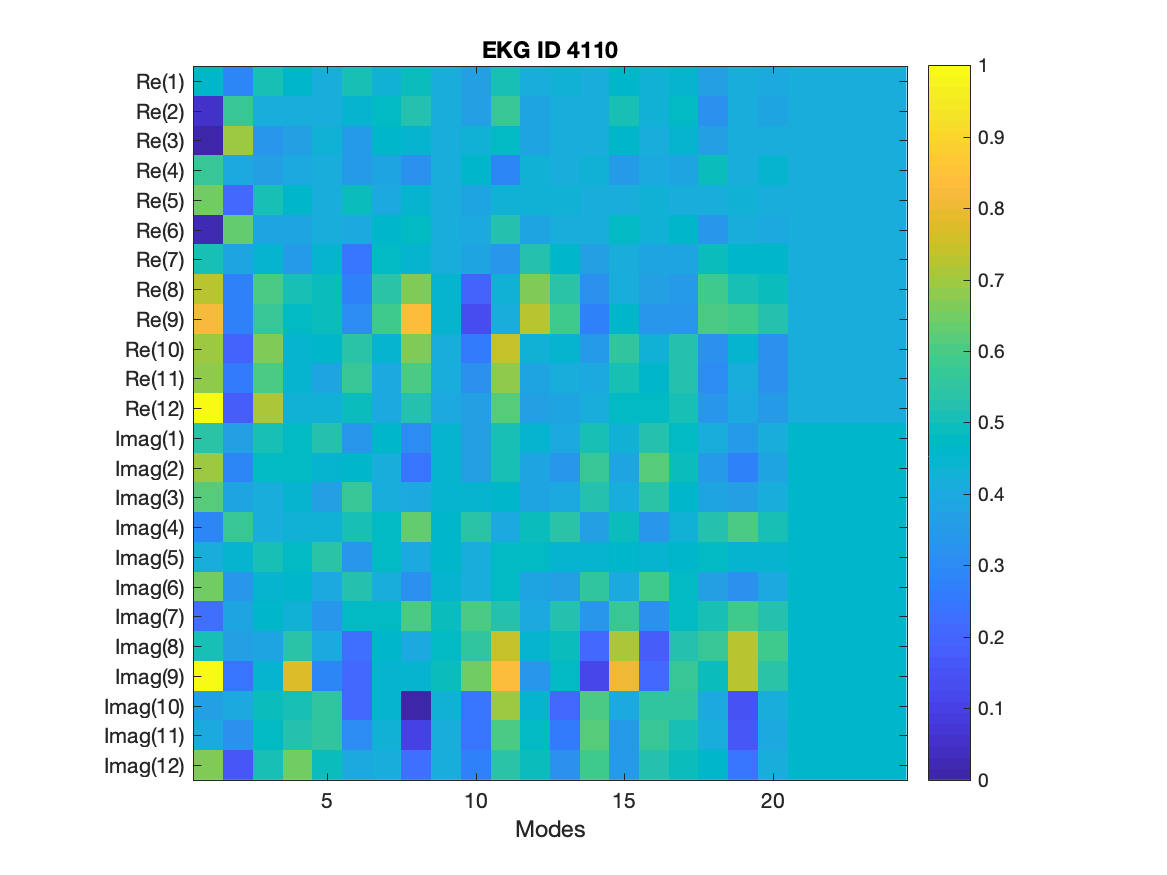 EKG ID 4110
Re(1)
Re(2)
Re(3)
Re(4)
Re(5)
Re(6)
Re(7)
Re(8)
Re(9)
Re(10)
Re(11)
Re(12)
Imag(1)
Imag(2)
Imag(3)
Imag(4)
Imag(5)
Imag(6)
Imag(7)
Imag(8)
Imag(9)
Imag(10)
Imag(11)
Imag(12)
5 10 15 20
Modes
1
0.9
0.8
0.7
0.6
0.5
0.4
0.3
0.2
0.1
0